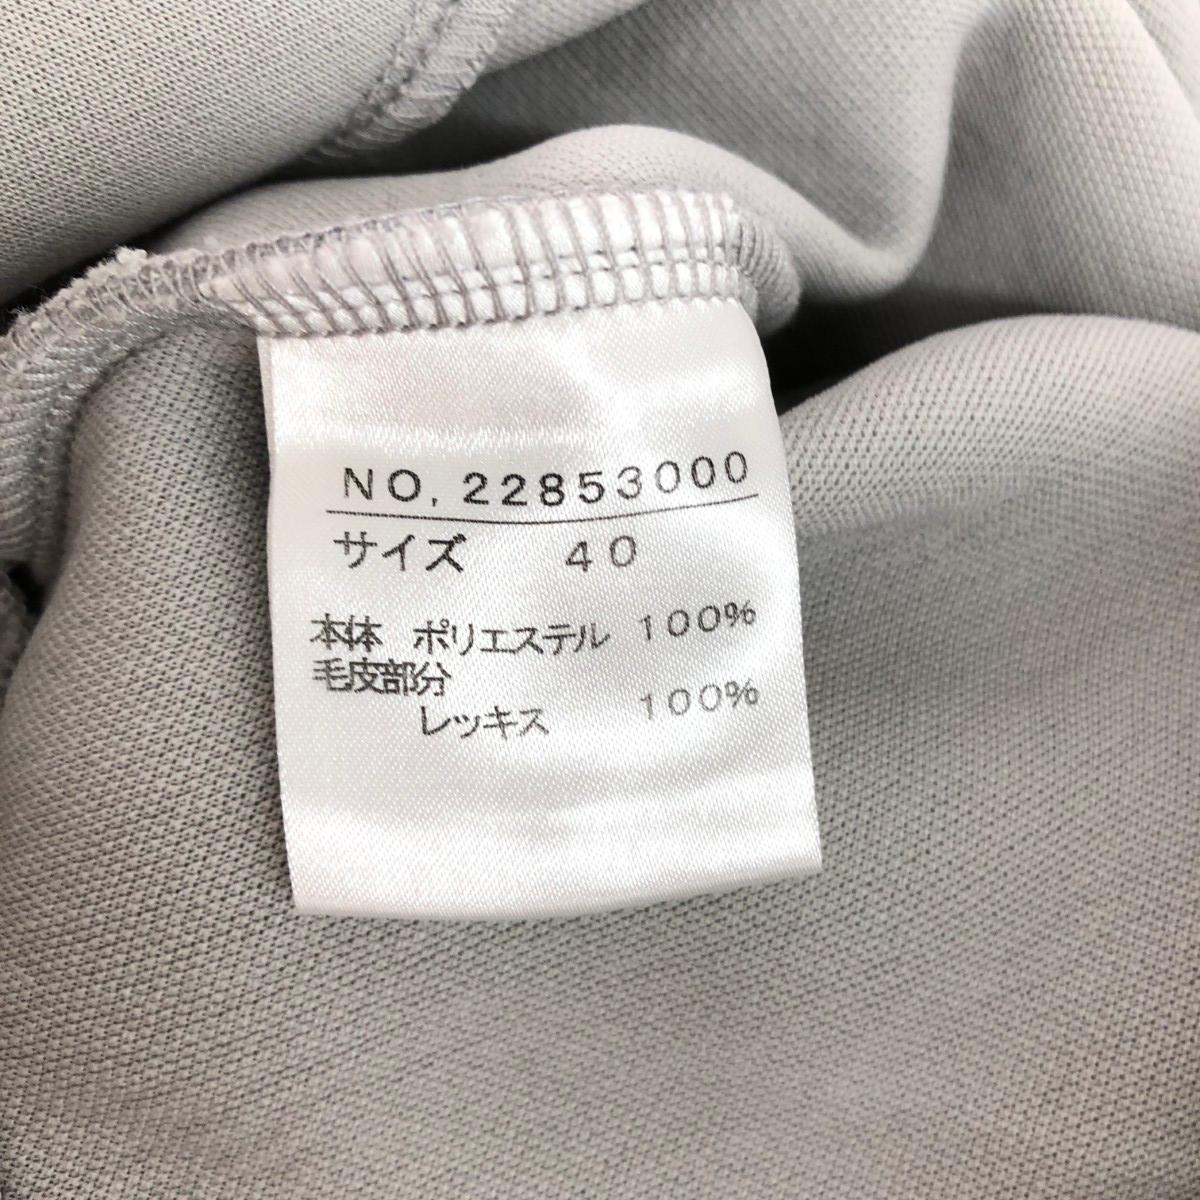 NO,22853000
サイズ 40
本体 ポリエステル 100%
毛皮部分
レッキス 100%